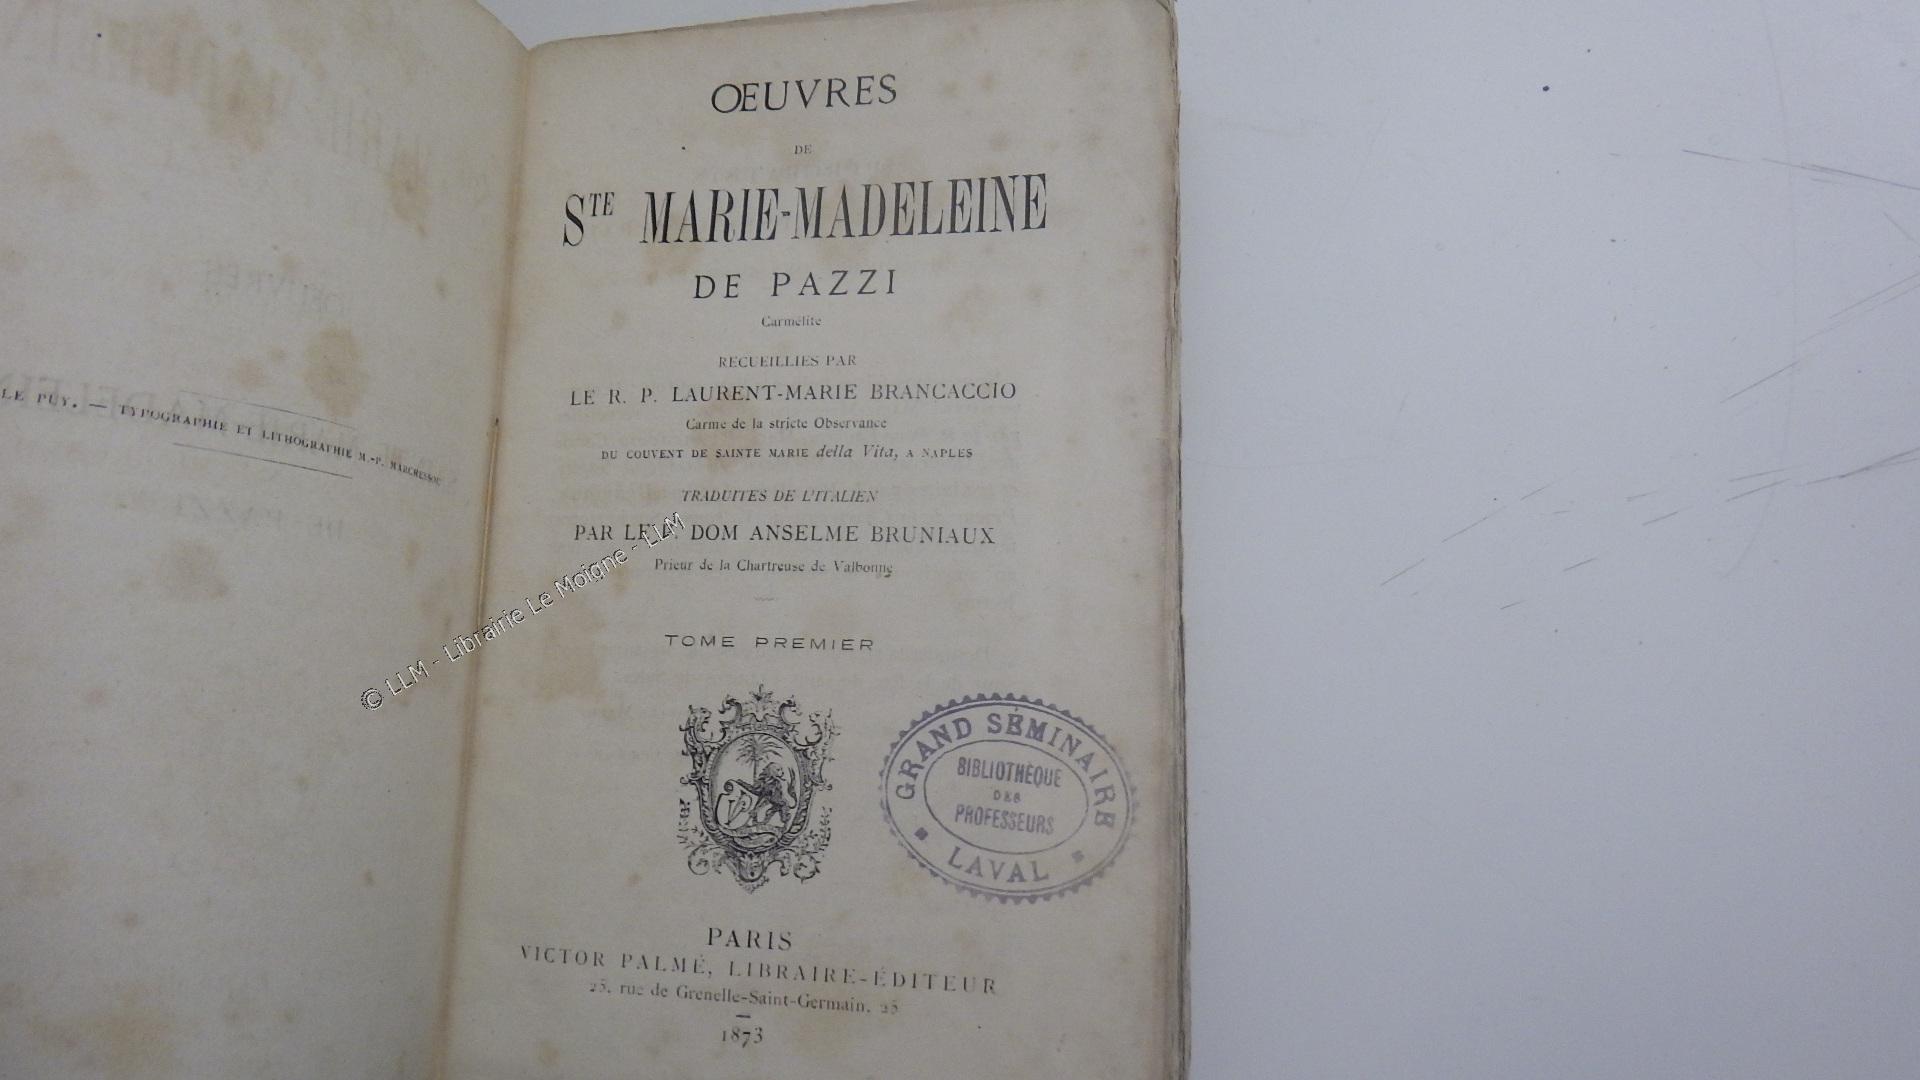 LE PUY. — TYPOGRAPHIE ET LITHOGRAPHIE M.-P. MARCHESSOU
OEUVRES
DE
STE MARIE-MADELEINE
DE PAZZI
Carmélite
RECUEILLIES PAR
LE R. P. LAURENT-MARIE BRANCACCIO
Carme de la stricte Observance
DU COUVENT DE SAINTE MARIE della Vita, A NAPLES
TRADUITES DE L'ITALIEN
PAR LE DOM ANSELME BRUNIAUX
Prieur de la Chartreuse de Valbonne
TOME PREMIER
VP
GRAND SÉMINAIRE
BIBLIOTHÈQUE
DES
PROFESSEURS
LAVAL
PARIS
VICTOR PALMÉ, LIBRAIRE-ÉDITEUR
25, rue de Grenelle-Saint-Germain, 25
1873
© LLM - Librairie Le Moigne - LLM